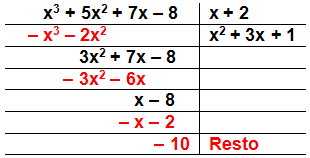 x³ + 5x² + 7x – 8 x + 2
– x³ – 2x² x² + 3x + 1
3x² + 7x – 8
– 3x² – 6x
x – 8
– x – 2
– 10 Resto